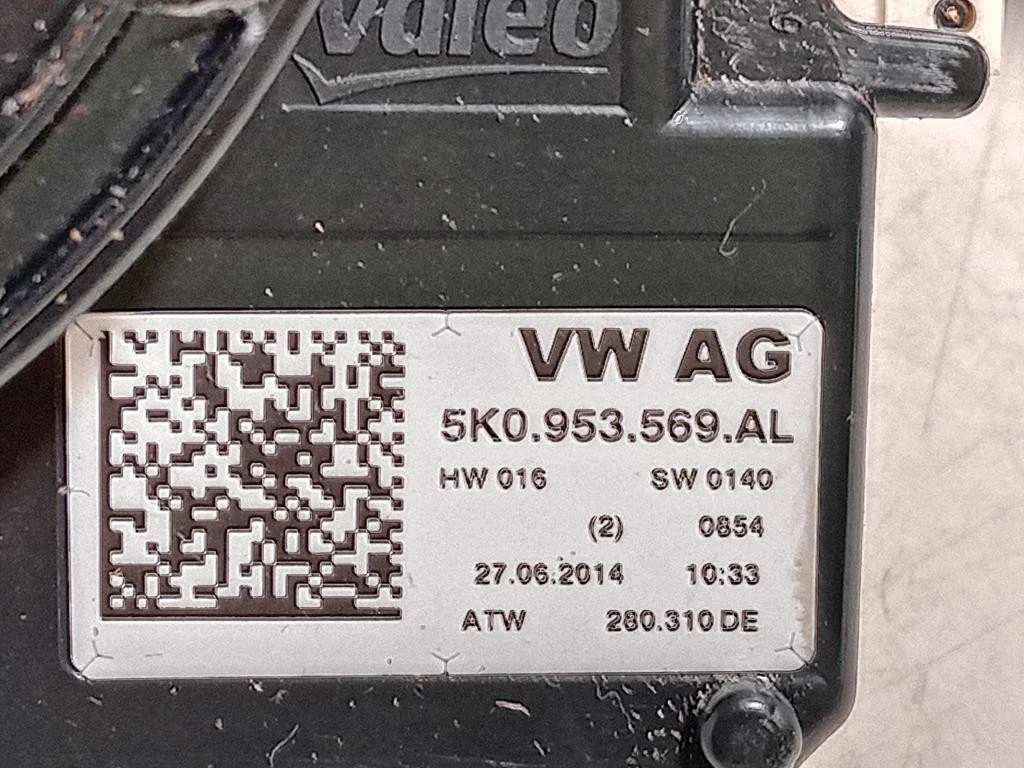 Valeo
VW AG
5K0.953.569.AL
HW 016 SW 0140
(2) 0854
27.06.2014 10:33
ATW 280.310 DE